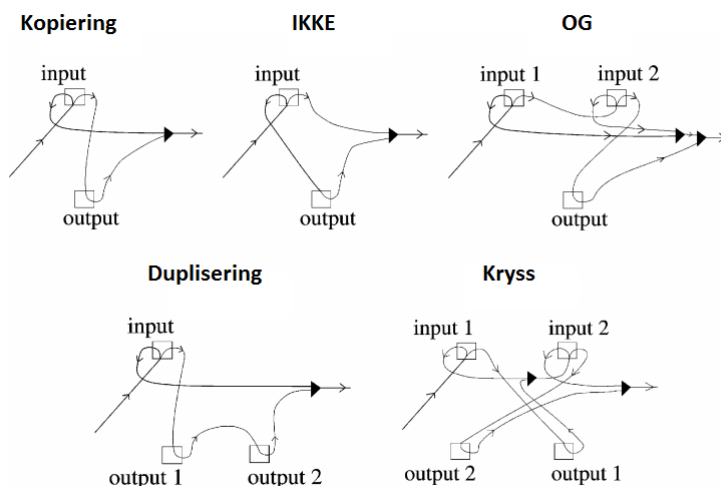 Kopiering
IKKE
OG
input
input
input 1
input 2
output
output
output
Duplisering
Kryss
input
input 1
input 2
output 1
output 2
output 2
output 1